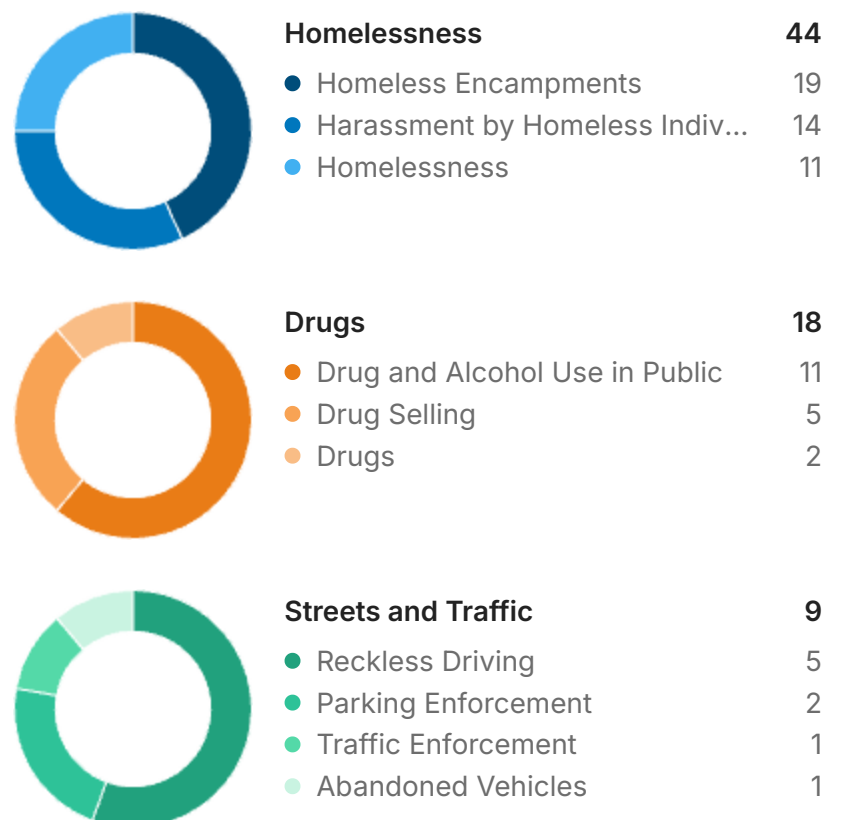 Homelessness 44
Homeless Encampments 19
Harassment by Homeless Indiv... 14
Homelessness 11
Drugs 18
Drug and Alcohol Use in Public 11
Drug Selling 5
Drugs 2
Streets and Traffic 9
Reckless Driving 5
Parking Enforcement 2
Traffic Enforcement 1
Abandoned Vehicles 1